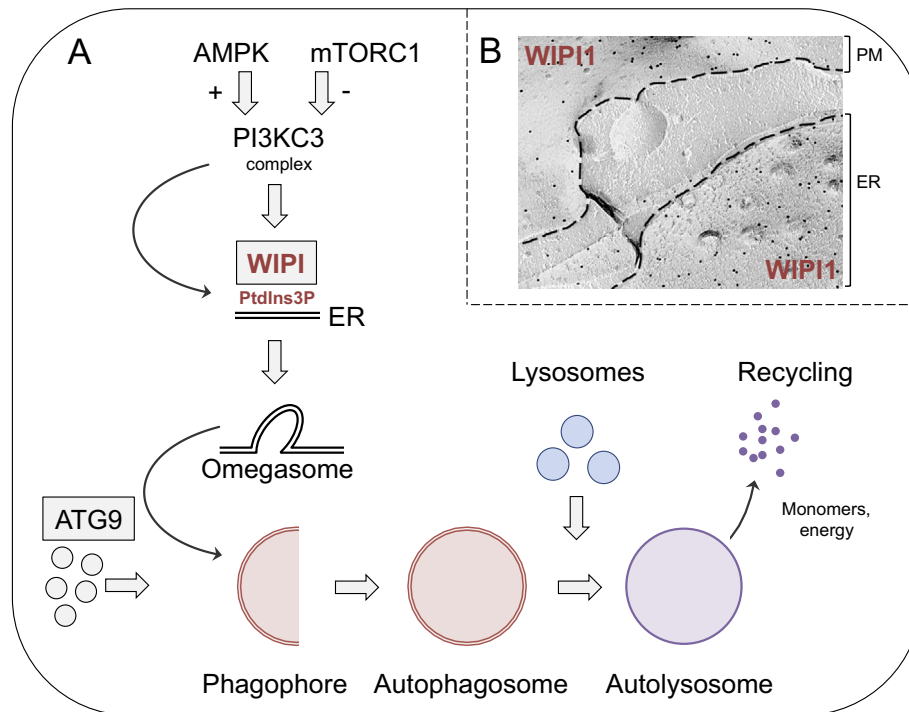 A
AMPK
mTORC1
+
-
PI3KC3
complex
WIPI
PtdIns3P
ER
Omegasome
ATG9
Phagophore
Autophagosome
Autolysosome
Lysosomes
Recycling
Monomers,
energy
B
WIPI1
PM
ER
WIPI1